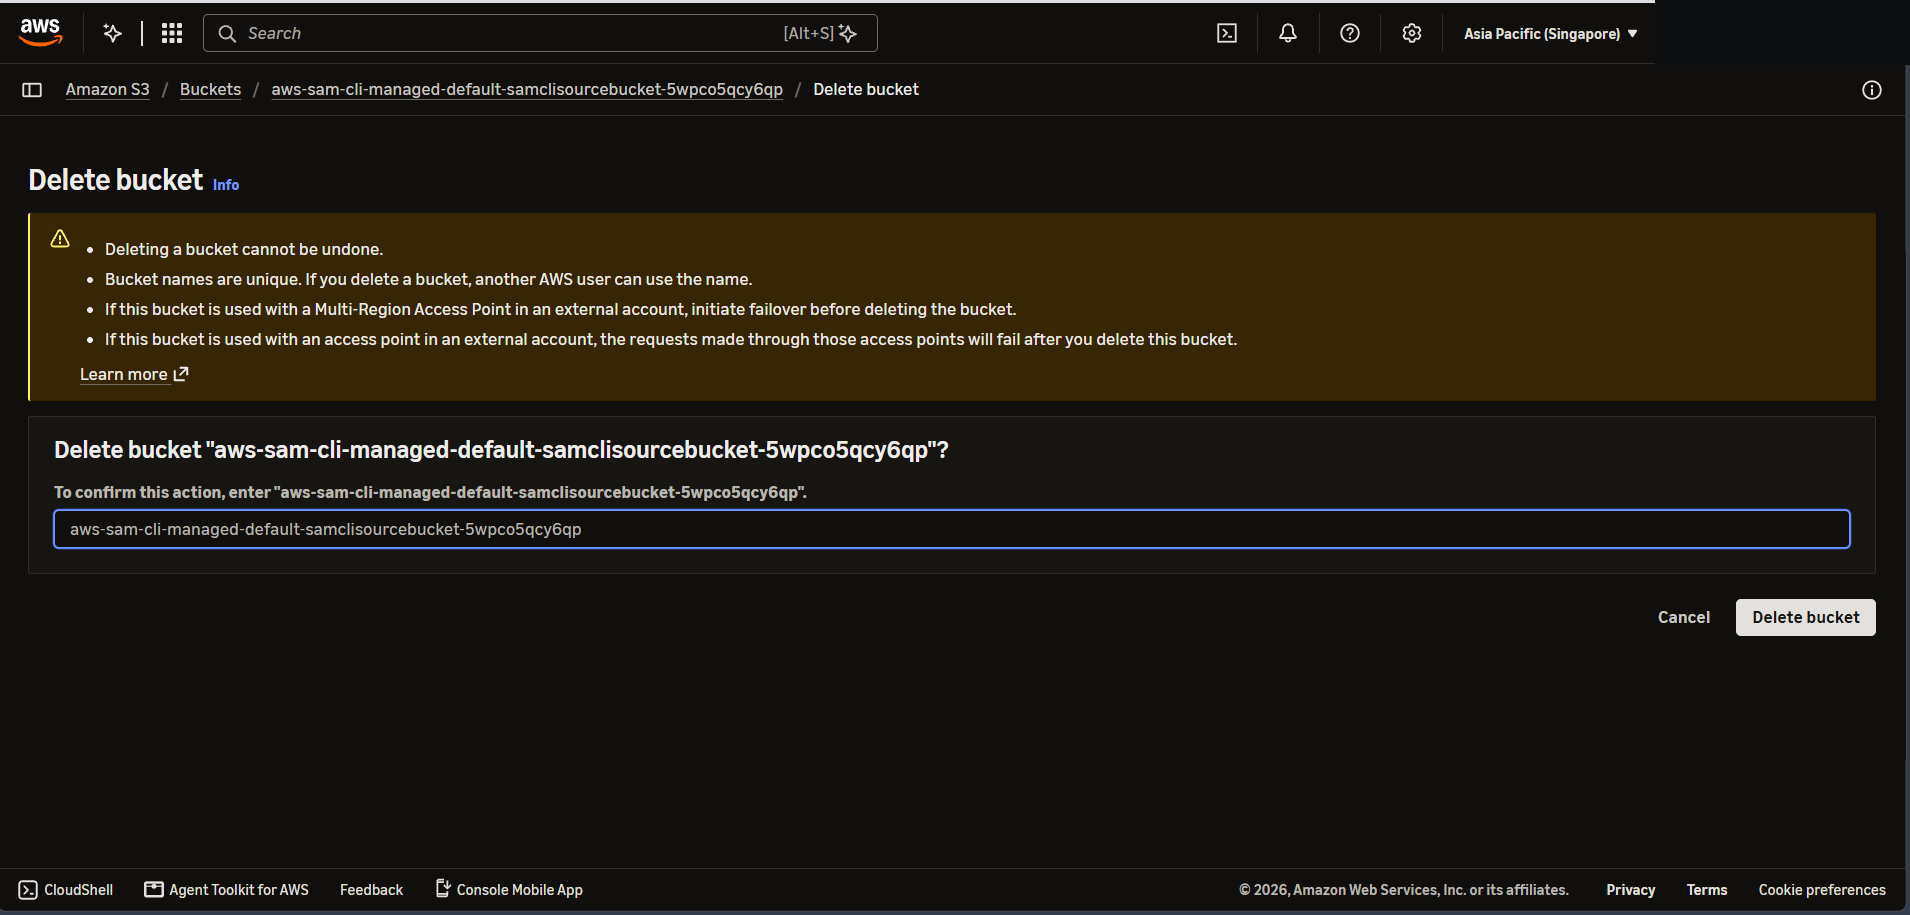 aws
Search [Alt+S]
Asia Pacific (Singapore)
Amazon S3 / Buckets / aws-sam-cli-managed-default-samclisourcebucket-5wpco5qcy6qp / Delete bucket
Delete bucket Info
Deleting a bucket cannot be undone.
Bucket names are unique. If you delete a bucket, another AWS user can use the name.
If this bucket is used with a Multi-Region Access Point in an external account, initiate failover before deleting the bucket.
If this bucket is used with an access point in an external account, the requests made through those access points will fail after you delete this bucket.
Learn more
Delete bucket "aws-sam-cli-managed-default-samclisourcebucket-5wpco5qcy6qp"?
To confirm this action, enter "aws-sam-cli-managed-default-samclisourcebucket-5wpco5qcy6qp".
aws-sam-cli-managed-default-samclisourcebucket-5wpco5qcy6qp
Cancel Delete bucket
CloudShell Agent Toolkit for AWS Feedback Console Mobile App © 2026, Amazon Web Services, Inc. or its affiliates. Privacy Terms Cookie preferences